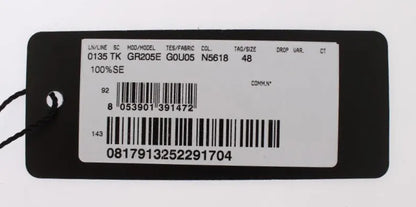 LN/LINE SC. MOD/MODEL TES/FABRIC COL. TAG/SIZE DROP VAR. CT
0135 TK GR205E G0U05 N5618 48
100%SE
COMM.N°
92
8 053901 391472
143
0817913252291704